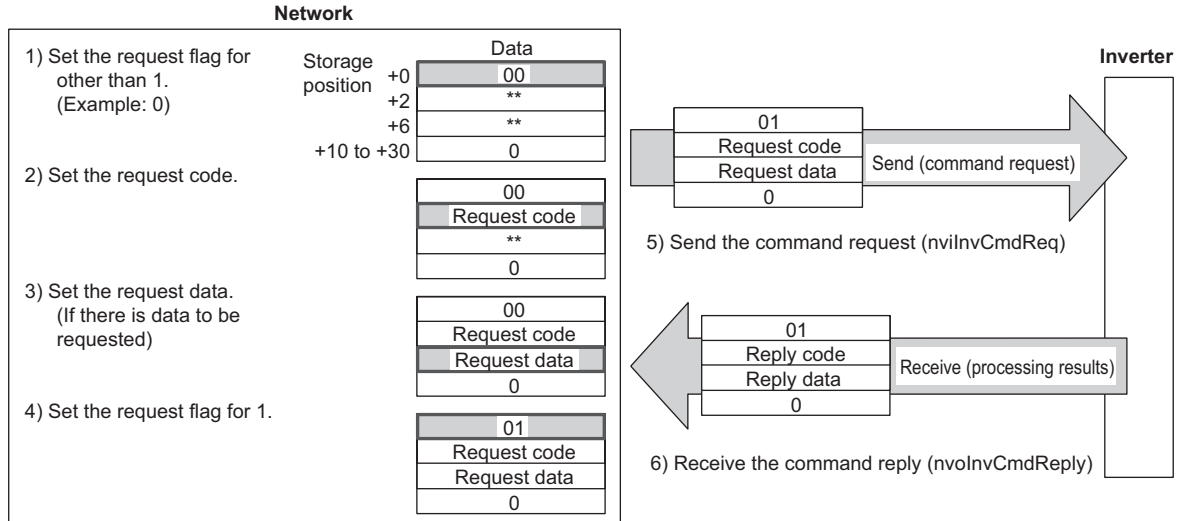 Network
1) Set the request flag for
other than 1.
(Example: 0)
Storage
position
Data
+0
00
+2
**
+6
**
+10 to +30
0
2) Set the request code.
00
Request code
**
0
3) Set the request data.
(If there is data to be
requested)
00
Request code
Request data
0
4) Set the request flag for 1.
01
Request code
Request data
0
Inverter
01
Request code
Request data
0
Send (command request)
5) Send the command request (nviInvCmdReq)
01
Reply code
Reply data
0
Receive (processing results)
6) Receive the command reply (nvoInvCmdReply)